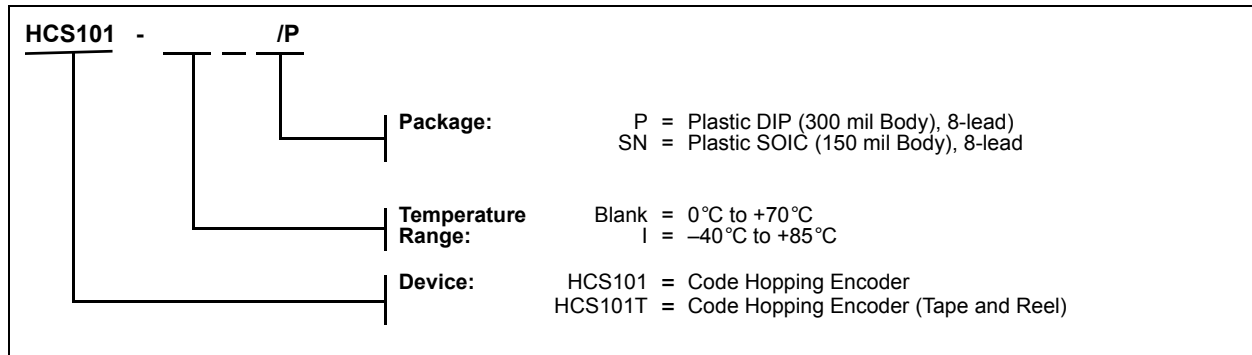 HCS101 - /P
Package: P = Plastic DIP (300 mil Body), 8-lead)
SN = Plastic SOIC (150 mil Body), 8-lead
Temperature Blank = 0°C to +70°C
Range: I = –40°C to +85°C
Device: HCS101 = Code Hopping Encoder
HCS101T = Code Hopping Encoder (Tape and Reel)